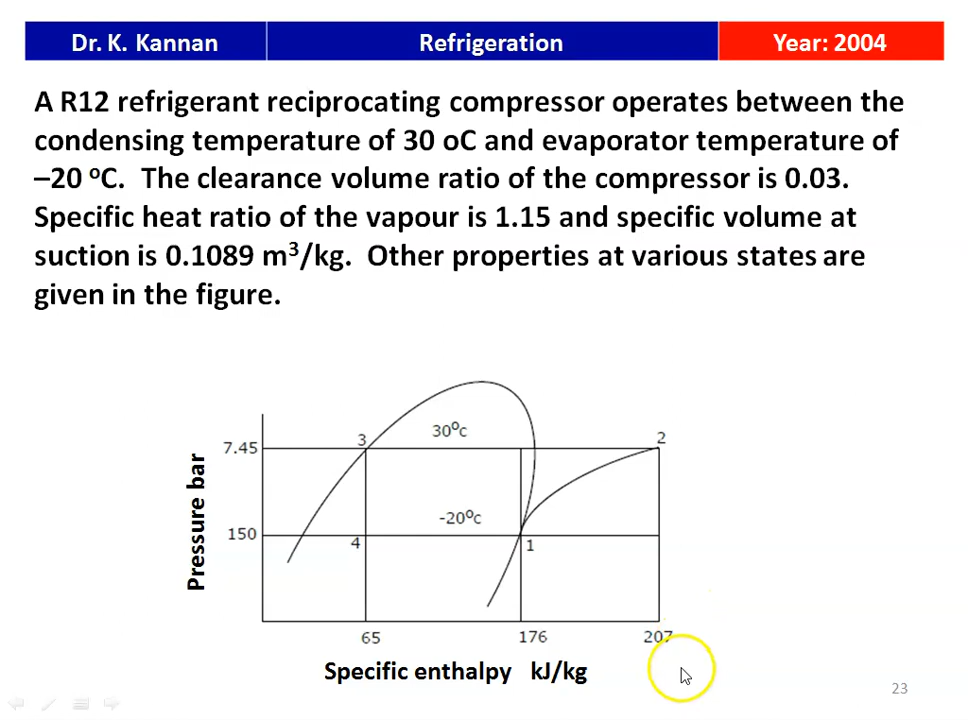 Dr. K. Kannan
Refrigeration
Year: 2004
A R12 refrigerant reciprocating compressor operates between the
condensing temperature of 30 oC and evaporator temperature of
–20 ᵒC. The clearance volume ratio of the compressor is 0.03.
Specific heat ratio of the vapour is 1.15 and specific volume at
suction is 0.1089 m³/kg. Other properties at various states are
given in the figure.
Pressure bar
7.45
150
3
30ᵒc
2
-20ᵒc
4
1
65
176
207
Specific enthalpy kJ/kg
23